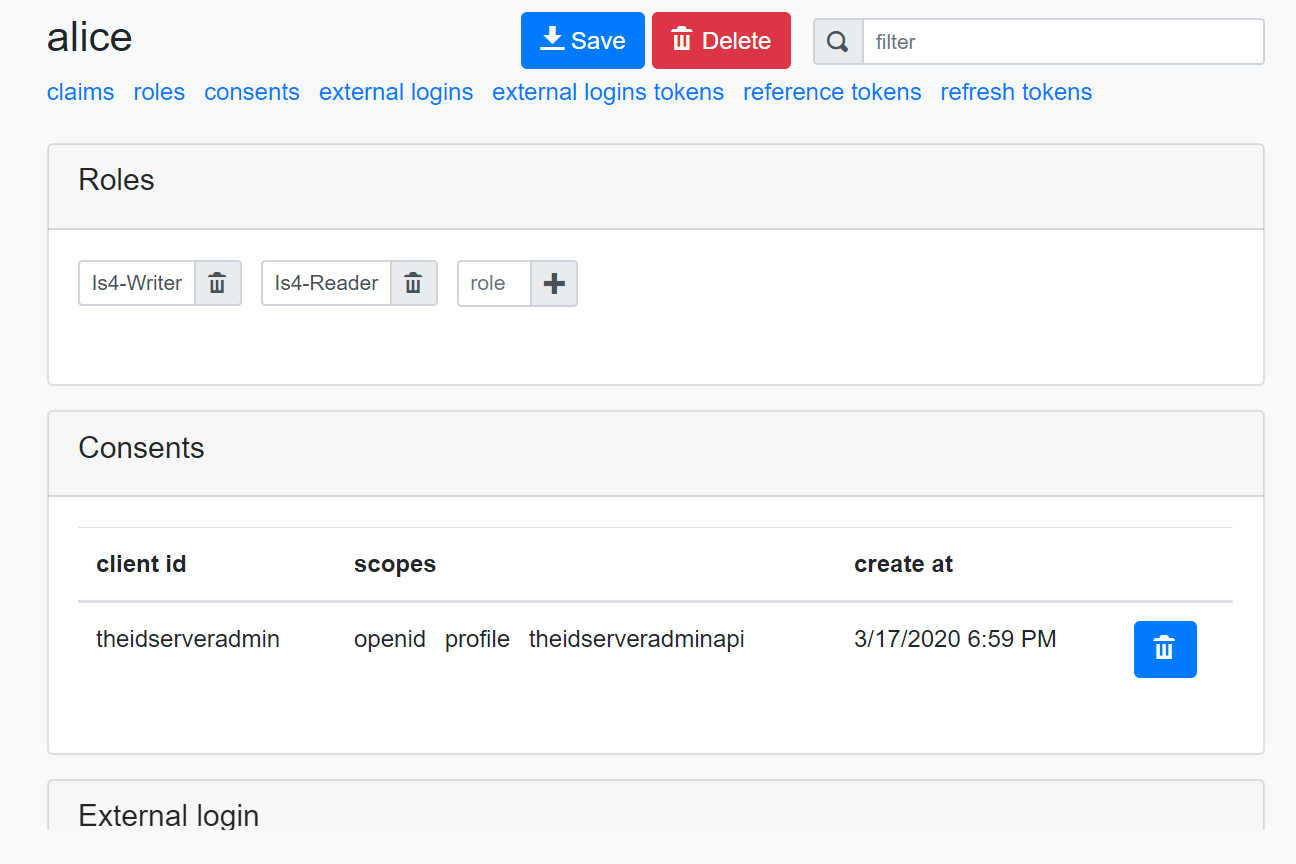 alice
Save
Delete
filter
claims roles consents external logins external logins tokens reference tokens refresh tokens
Roles
Is4-Writer
Is4-Reader
role
Consents
client id scopes create at
theidserveradmin openid profile theidserveradminapi 3/17/2020 6:59 PM
External login